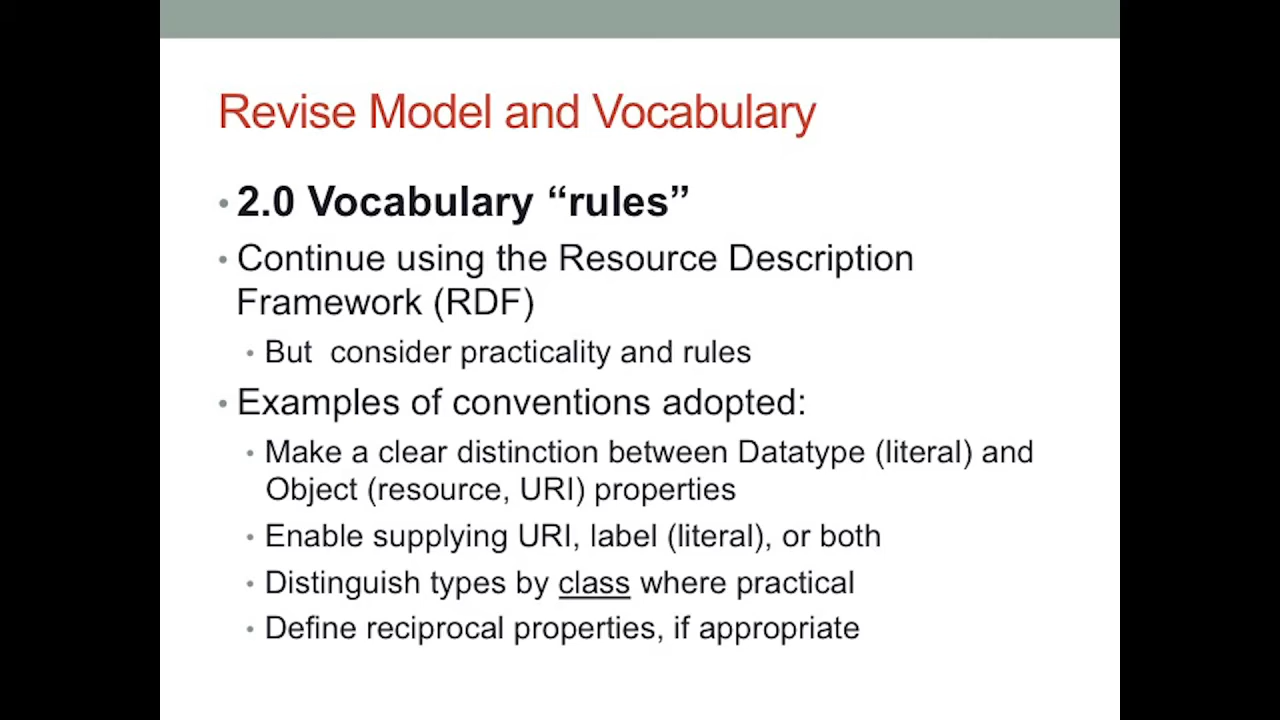 Revise Model and Vocabulary
• 2.0 Vocabulary “rules”
• Continue using the Resource Description
Framework (RDF)
• But  consider practicality and rules
• Examples of conventions adopted:
• Make a clear distinction between Datatype (literal) and
Object (resource, URI) properties
• Enable supplying URI, label (literal), or both
• Distinguish types by class where practical
• Define reciprocal properties, if appropriate